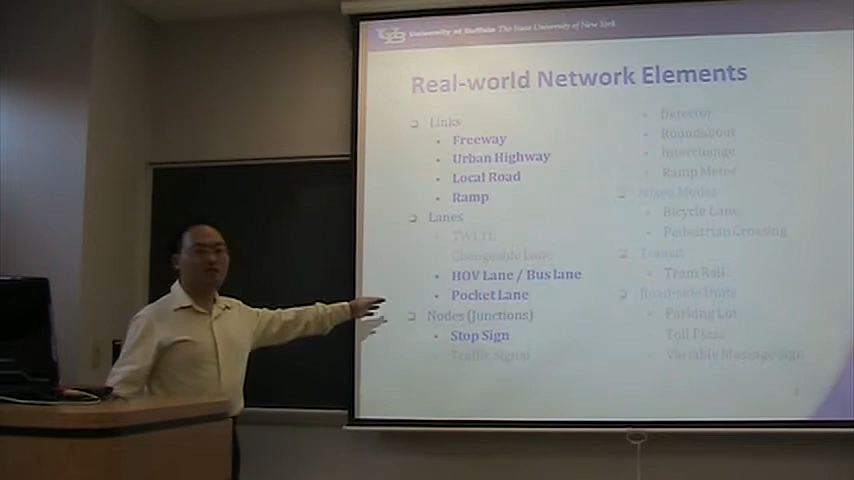 UB University at Buffalo The State University of New York
Real-world Network Elements
Links
Freeway
Urban Highway
Local Road
Ramp
Lanes
TWLTL
Changeable Lane
HOV Lane / Bus lane
Pocket Lane
Nodes (Junctions)
Stop Sign
Traffic Signal
Detector
Roundabout
Interchange
Ramp Meter
Mixed Modes
Bicycle Lane
Pedestrian Crossing
Transit
Tram Rail
Road-side Units
Parking Lot
Toll Plaza
Variable Message Sign